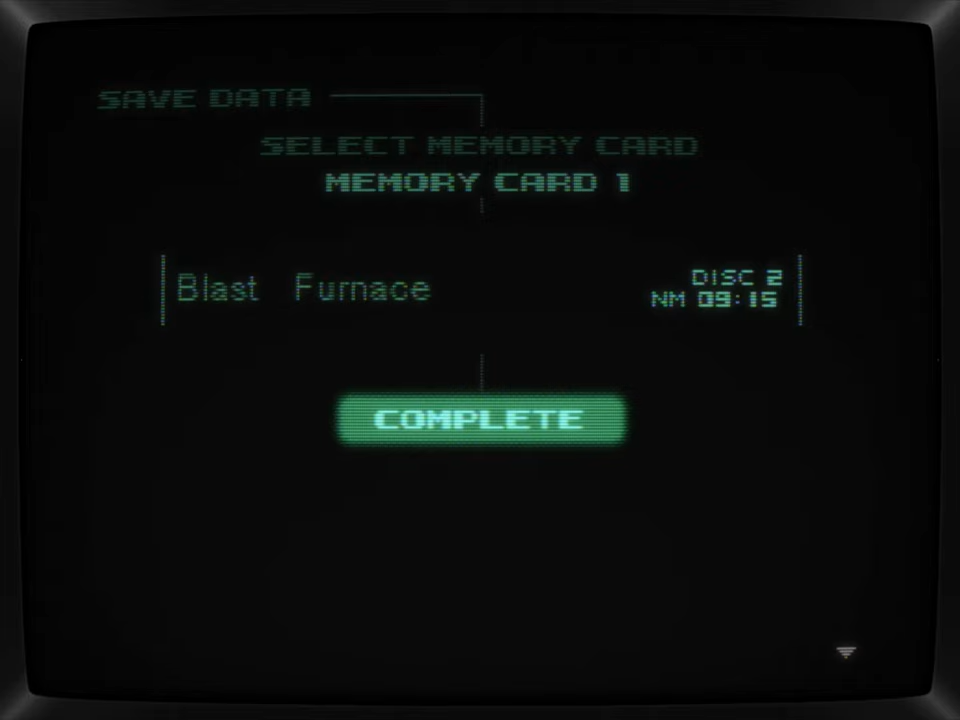 SAVE DATA
SELECT MEMORY CARD
MEMORY CARD 1
Blast Furnace
DISC 2
NM 09:15
COMPLETE